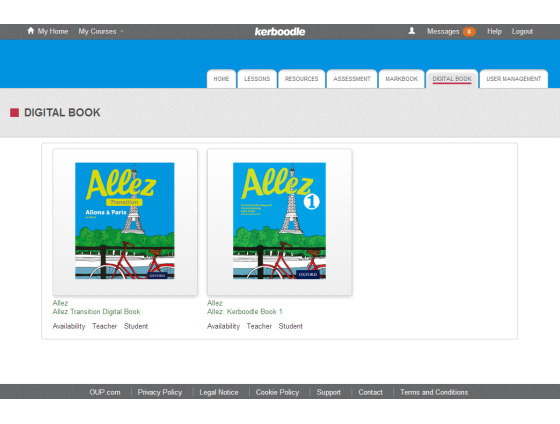 My Home My Courses kerboodle Messages 8 Help Logout
HOME LESSONS RESOURCES ASSESSMENT MARKBOOK DIGITAL BOOK USER MANAGEMENT
DIGITAL BOOK
Allez
Transition
Allons à Paris
OXFORD
Allez
1
OXFORD
Allez
Allez Transition Digital Book
Availability Teacher Student
Allez
Allez: Kerboodle Book 1
Availability Teacher Student
OUP.com | Privacy Policy | Legal Notice | Cookie Policy | Support | Contact | Terms and Conditions